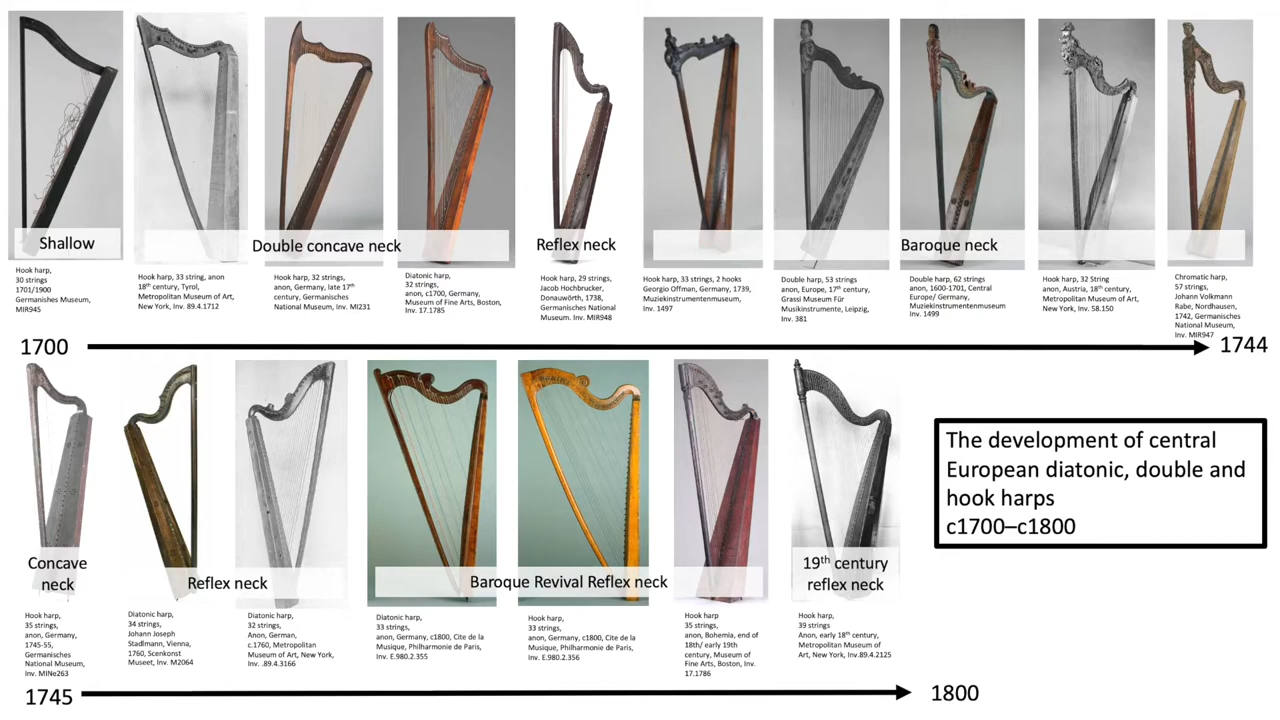 Shallow
Double concave neck
Reflex neck
Baroque neck
Hook harp,
30 strings
1701/1900
Germanishes Museum,
MIR945
Hook harp, 33 string, anon
18th century, Tyrol,
Metropolitan Museum of Art,
New York, Inv. 89.4.1712
Hook harp, 32 strings,
anon, Germany, late 17th
century, Germanisches
National Museum, Inv. MI231
Diatonic harp,
32 strings,
anon, c1700, Germany,
Museum of Fine Arts, Boston,
Inv. 17.1785
Hook harp, 29 strings,
Jacob Hochbrucker,
Donauwörth, 1738,
Germanisches National
Museum. Inv. MIR948
Hook harp, 33 strings, 2 hooks
Georgio Offman, Germany, 1739,
Muziekinstrumentenmuseum,
Inv. 1497
Double harp, 53 strings
anon, Europe, 17th century,
Grassi Museum Für
Musikinstrumente, Leipzig,
Inv. 381
Double harp, 62 strings
anon, 1600-1701, Central
Europe/ Germany,
Muziekinstrumentenmuseum
Inv. 1499
Hook harp, 32 String
anon, Austria, 18th century,
Metropolitan Museum of Art,
New York, Inv. 58.150
Chromatic harp,
57 strings,
Johann Volkmann
Rabe, Nordhausen,
1742, Germanisches
National Museum,
Inv. MIR947
1700
1744
Concave
neck
Reflex neck
Baroque Revival Reflex neck
19th century
reflex neck
The development of central
European diatonic, double and
hook harps
c1700–c1800
Hook harp,
35 strings,
anon, Germany,
1745-55,
Germanisches
National Museum,
Inv. MINe263
Diatonic harp,
34 strings,
Johann Joseph
Stadlmann, Vienna,
1760, Scenkonst
Museet, Inv. M2064
Diatonic harp,
32 strings,
Anon, German,
c.1760, Metropolitan
Museum of Art, New York,
Inv. .89.4.3166
Diatonic harp,
33 strings,
anon, Germany, c1800, Cite de la
Musique, Philharmonie de Paris,
Inv. E.980.2.355
Hook harp.
33 strings,
anon, Germany, c1800, Cite de la
Musique, Philharmonie de Paris,
Inv. E.980.2.356
Hook harp
35 strings,
anon, Bohemia, end of
18th/ early 19th
century, Museum of
Fine Arts, Boston, Inv.
17.1786
Hook harp,
39 strings
Anon, early 18th century,
Metropolitan Museum of
Art, New York, Inv.89.4.2125
1745
1800